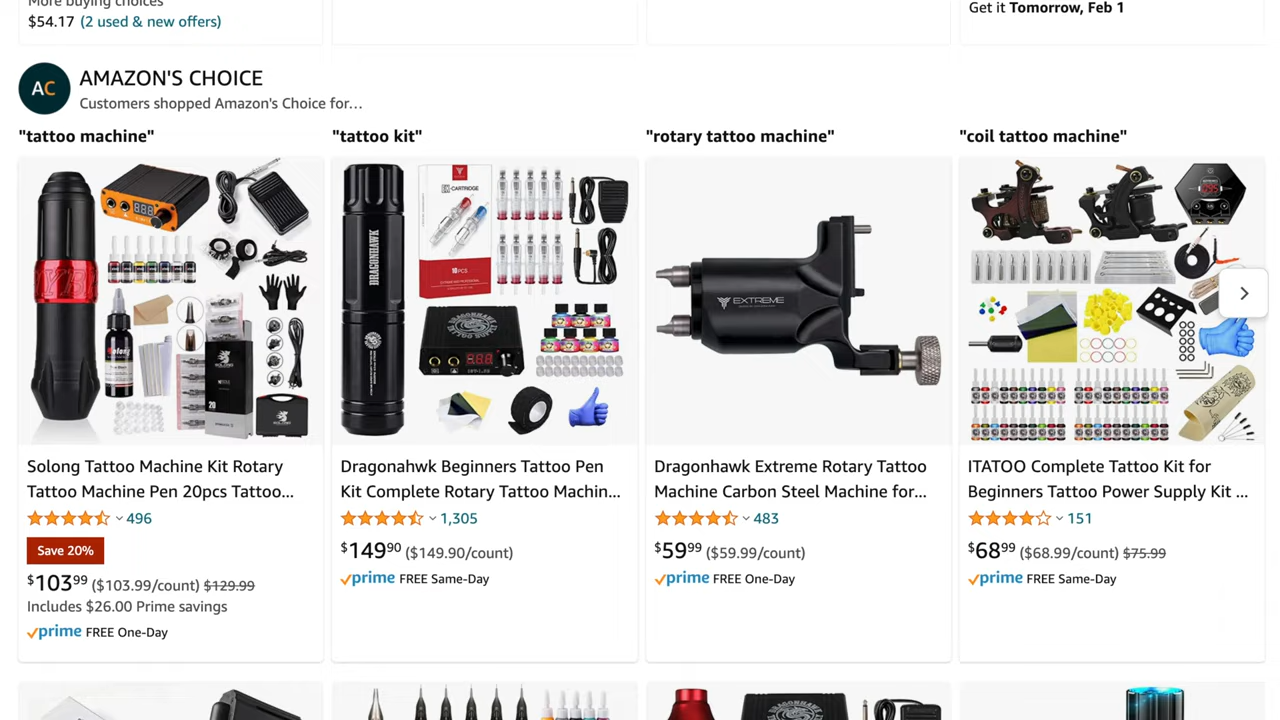 More buying choices
$54.17 (2 used & new offers)
Get it Tomorrow, Feb 1
AC
AMAZON'S CHOICE
Customers shopped Amazon's Choice for…
"tattoo machine"
"tattoo kit"
"rotary tattoo machine"
"coil tattoo machine"
DRAGONHAWK
CARTRIDGE
10PCS
EXTREME
Solong
20
Solong Tattoo Machine Kit Rotary
Tattoo Machine Pen 20pcs Tattoo...
496
Save 20%
$103.99 ($103.99/count) $129.99
Includes $26.00 Prime savings
prime FREE One-Day
Dragonahwk Beginners Tattoo Pen
Kit Complete Rotary Tattoo Machin...
1,305
$149.90 ($149.90/count)
prime FREE Same-Day
Dragonhawk Extreme Rotary Tattoo
Machine Carbon Steel Machine for...
483
$59.99 ($59.99/count)
prime FREE One-Day
ITATOO Complete Tattoo Kit for
Beginners Tattoo Power Supply Kit ...
151
$68.99 ($68.99/count) $75.99
prime FREE Same-Day